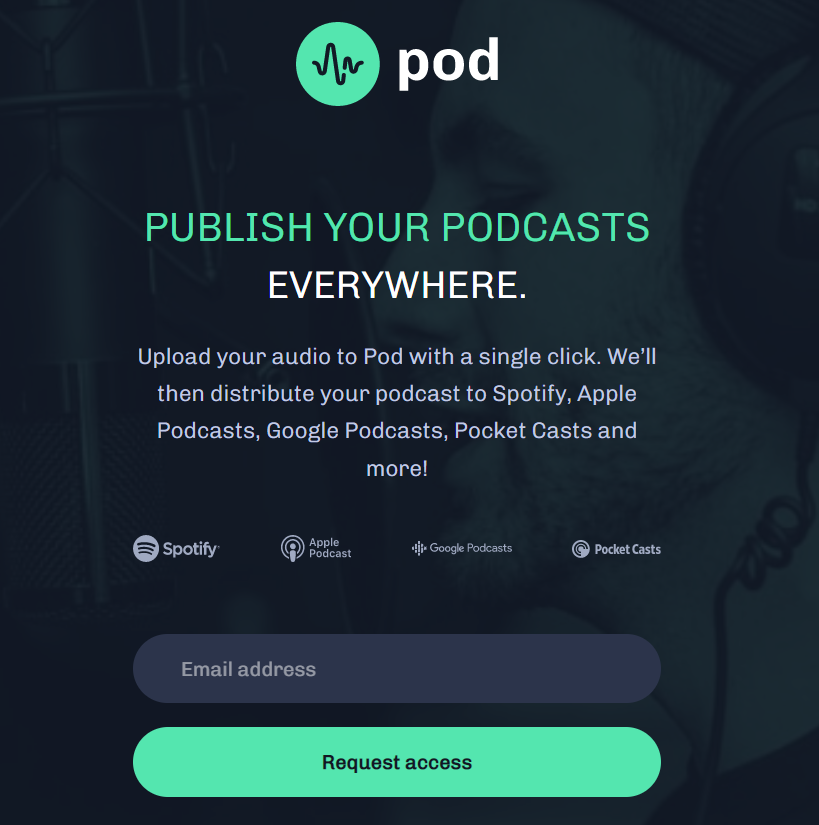 pod
PUBLISH YOUR PODCASTS
EVERYWHERE.
Upload your audio to Pod with a single click. We’ll
then distribute your podcast to Spotify, Apple
Podcasts, Google Podcasts, Pocket Casts and
more!
Spotify
Apple
Podcast
Google Podcasts
Pocket Casts
Email address
Request access